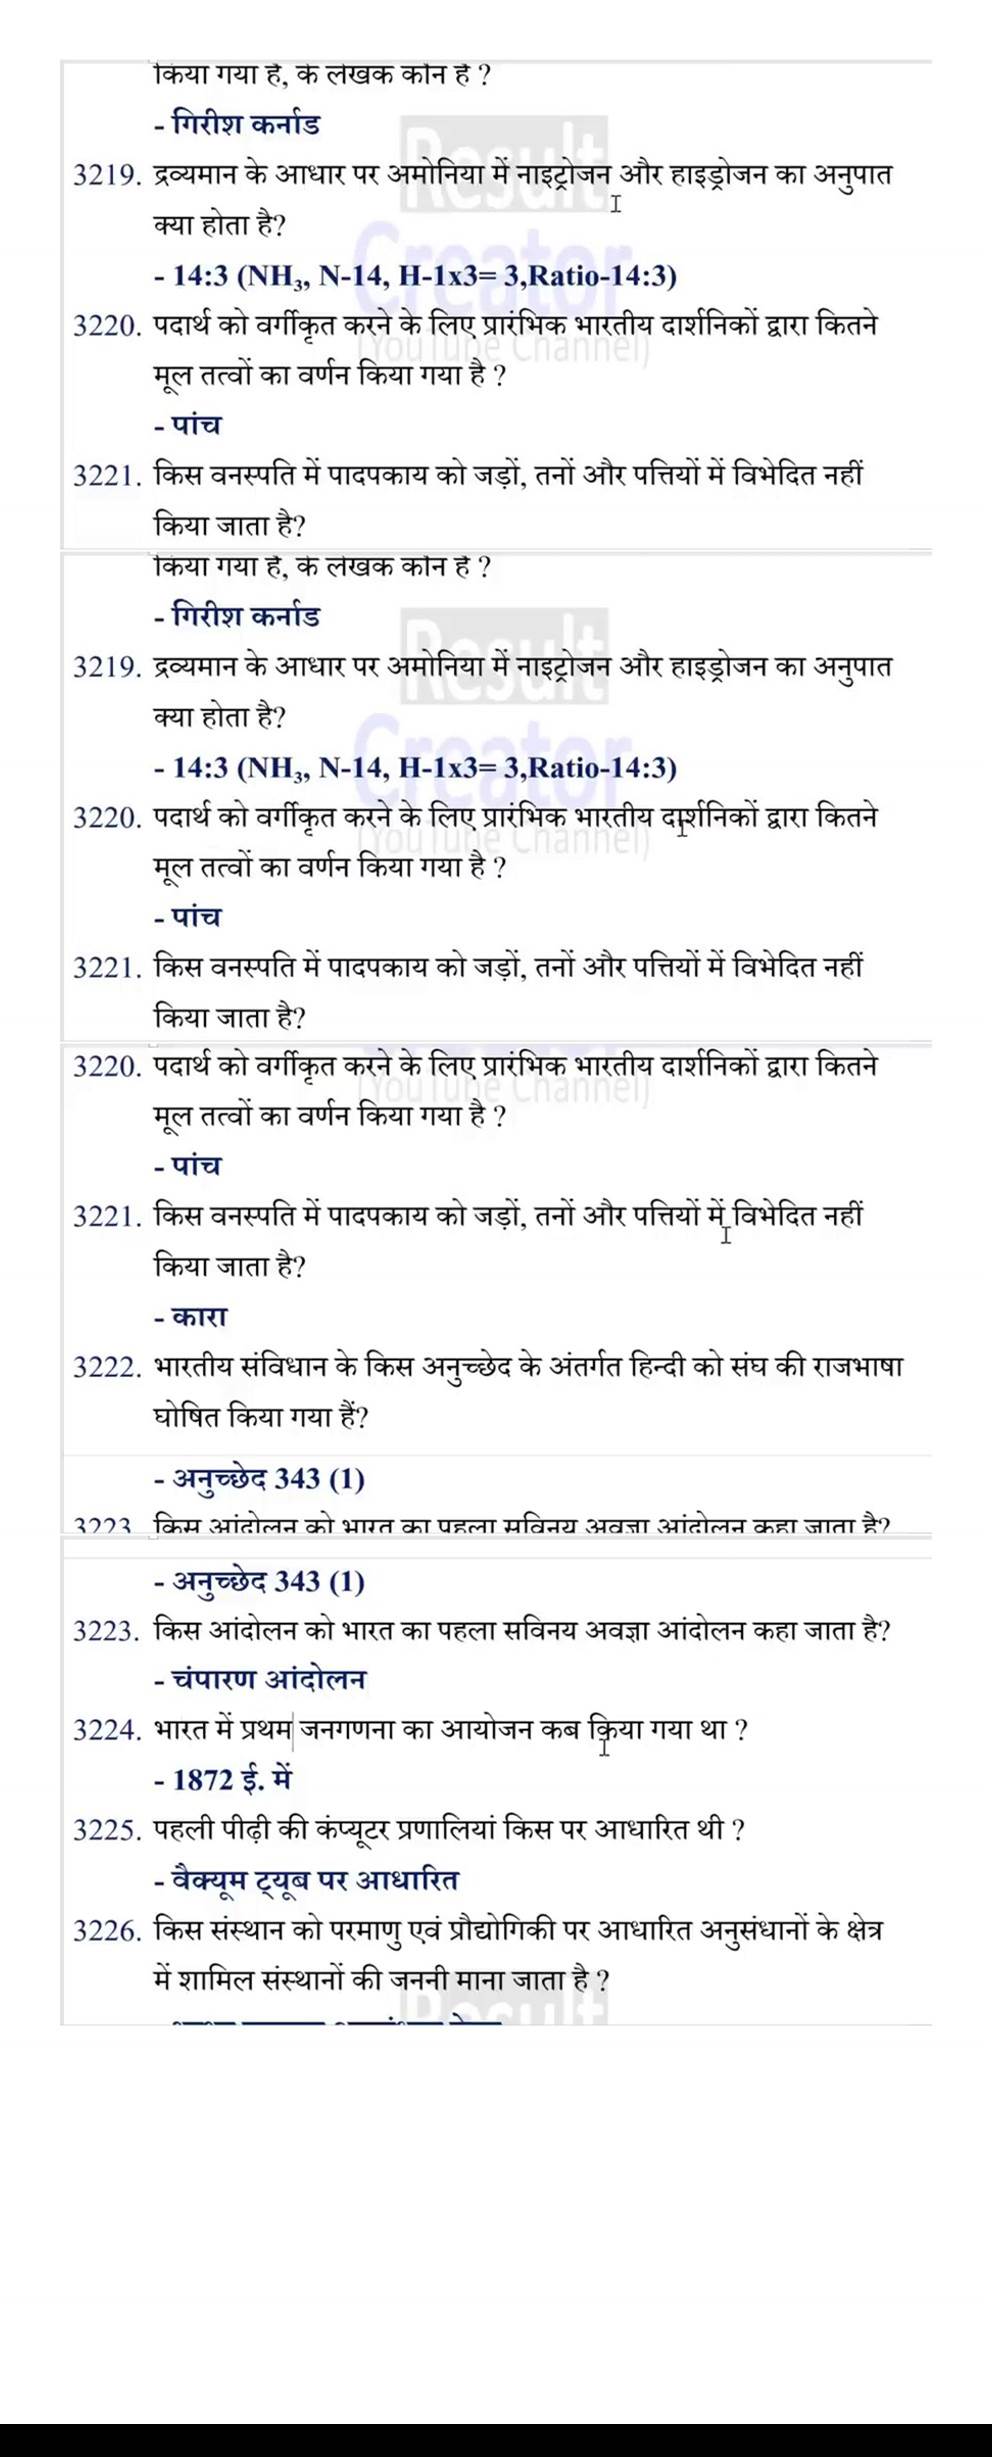 किया गया है, के लेखक कौन है ?
- गिरीश कर्नाड
3219. द्रव्यमान के आधार पर अमोनिया में नाइट्रोजन और हाइड्रोजन का अनुपात
क्या होता है?
- 14:3 (NH₃, N-14, H-1x3= 3,Ratio-14:3)
3220. पदार्थ को वर्गीकृत करने के लिए प्रारंभिक भारतीय दार्शनिकों द्वारा कितने
मूल तत्वों का वर्णन किया गया है ?
- पांच
3221. किस वनस्पति में पादपकाय को जड़ों, तनों और पत्तियों में विभेदित नहीं
किया जाता है?
किया गया है, के लेखक कौन है ?
- गिरीश कर्नाड
3219. द्रव्यमान के आधार पर अमोनिया में नाइट्रोजन और हाइड्रोजन का अनुपात
क्या होता है?
- 14:3 (NH₃, N-14, H-1x3= 3,Ratio-14:3)
3220. पदार्थ को वर्गीकृत करने के लिए प्रारंभिक भारतीय दार्शनिकों द्वारा कितने
मूल तत्वों का वर्णन किया गया है ?
- पांच
3221. किस वनस्पति में पादपकाय को जड़ों, तनों और पत्तियों में विभेदित नहीं
किया जाता है?
3220. पदार्थ को वर्गीकृत करने के लिए प्रारंभिक भारतीय दार्शनिकों द्वारा कितने
मूल तत्वों का वर्णन किया गया है ?
- पांच
3221. किस वनस्पति में पादपकाय को जड़ों, तनों और पत्तियों में विभेदित नहीं
किया जाता है?
- कारा
3222. भारतीय संविधान के किस अनुच्छेद के अंतर्गत हिन्दी को संघ की राजभाषा
घोषित किया गया हैं?
- अनुच्छेद 343 (1)
3223. किस आंदोलन को भारत का पहला सविनय अवज्ञा आंदोलन कहा जाता है?
- अनुच्छेद 343 (1)
3223. किस आंदोलन को भारत का पहला सविनय अवज्ञा आंदोलन कहा जाता है?
- चंपारण आंदोलन
3224. भारत में प्रथम जनगणना का आयोजन कब किया गया था ?
- 1872 ई. में
3225. पहली पीढ़ी की कंप्यूटर प्रणालियां किस पर आधारित थी ?
- वैक्यूम ट्यूब पर आधारित
3226. किस संस्थान को परमाणु एवं प्रौद्योगिकी पर आधारित अनुसंधानों के क्षेत्र
में शामिल संस्थानों की जननी माना जाता है ?